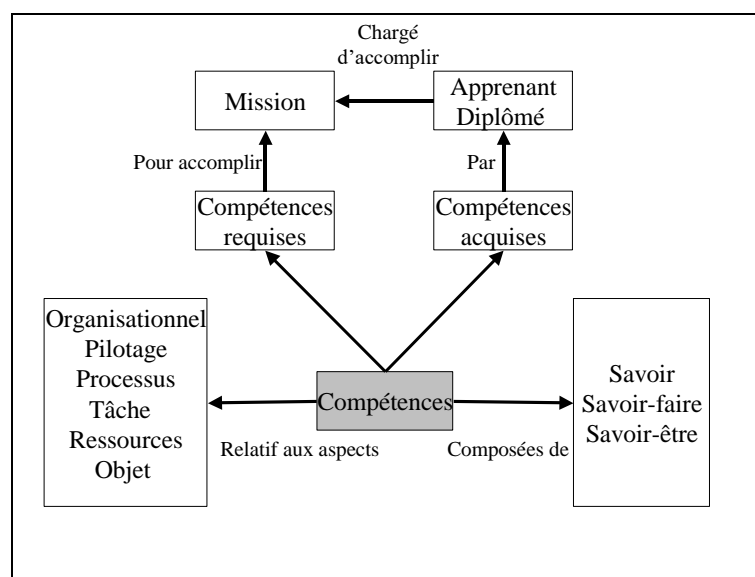 Chargé
d’accomplir
Mission
Apprenant
Diplômé
Pour accomplir
Par
Compétences
requises
Compétences
acquises
Organisationnel
Pilotage
Processus
Tâche
Ressources
Objet
Compétences
Savoir
Savoir-faire
Savoir-être
Relatif aux aspects
Composées de